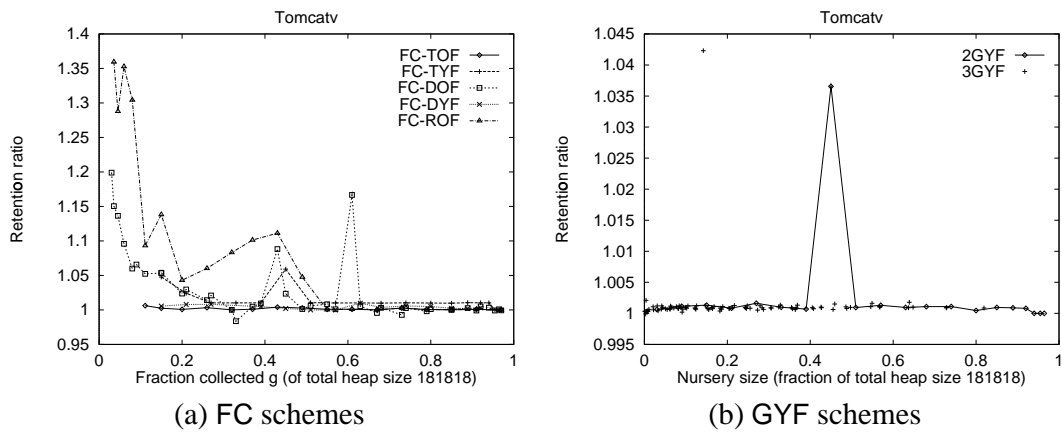 Tomcatv
1.4
1.35
1.3
1.25
1.2
1.15
1.1
1.05
1
0.95
Retention ratio
FC-TOF
FC-TYF
FC-DOF
FC-DYF
FC-ROF
0 0.2 0.4 0.6 0.8 1
Fraction collected g (of total heap size 181818)
(a) FC schemes
Tomcatv
1.045
1.04
1.035
1.03
1.025
1.02
1.015
1.01
1.005
1
0.995
Retention ratio
2GYF
3GYF
0 0.2 0.4 0.6 0.8 1
Nursery size (fraction of total heap size 181818)
(b) GYF schemes